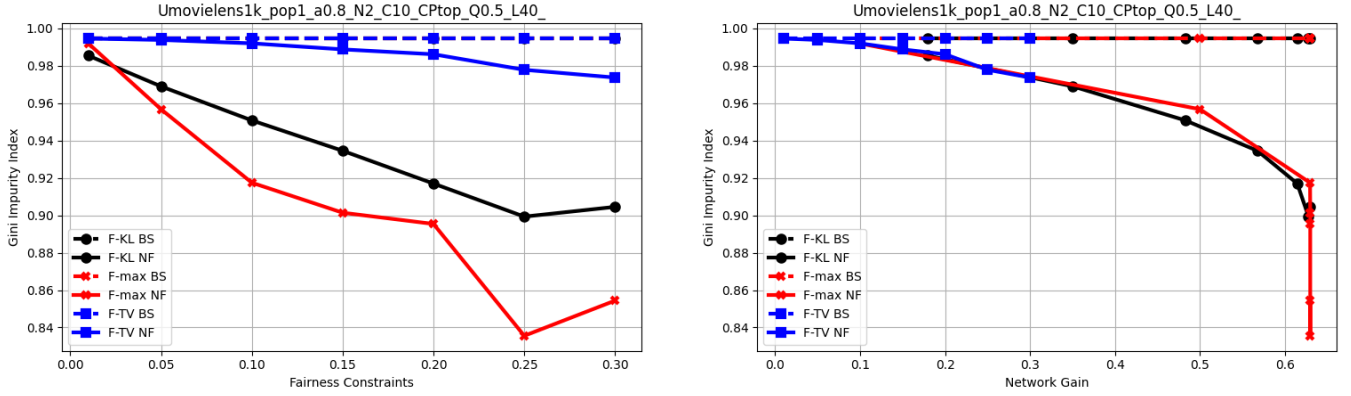 Umovielens1k_pop1_a0.8_N2_C10_CPtop_Q0.5_L40_
1.00
0.98
0.96
0.94
0.92
0.90
0.88
0.86
0.84
Gini Impurity Index
F-KL BS
F-KL NF
F-max BS
F-max NF
F-TV BS
F-TV NF
0.00 0.05 0.10 0.15 0.20 0.25 0.30
Fairness Constraints
Umovielens1k_pop1_a0.8_N2_C10_CPtop_Q0.5_L40_
1.00
0.98
0.96
0.94
0.92
0.90
0.88
0.86
0.84
Gini Impurity Index
F-KL BS
F-KL NF
F-max BS
F-max NF
F-TV BS
F-TV NF
0.0 0.1 0.2 0.3 0.4 0.5 0.6
Network Gain